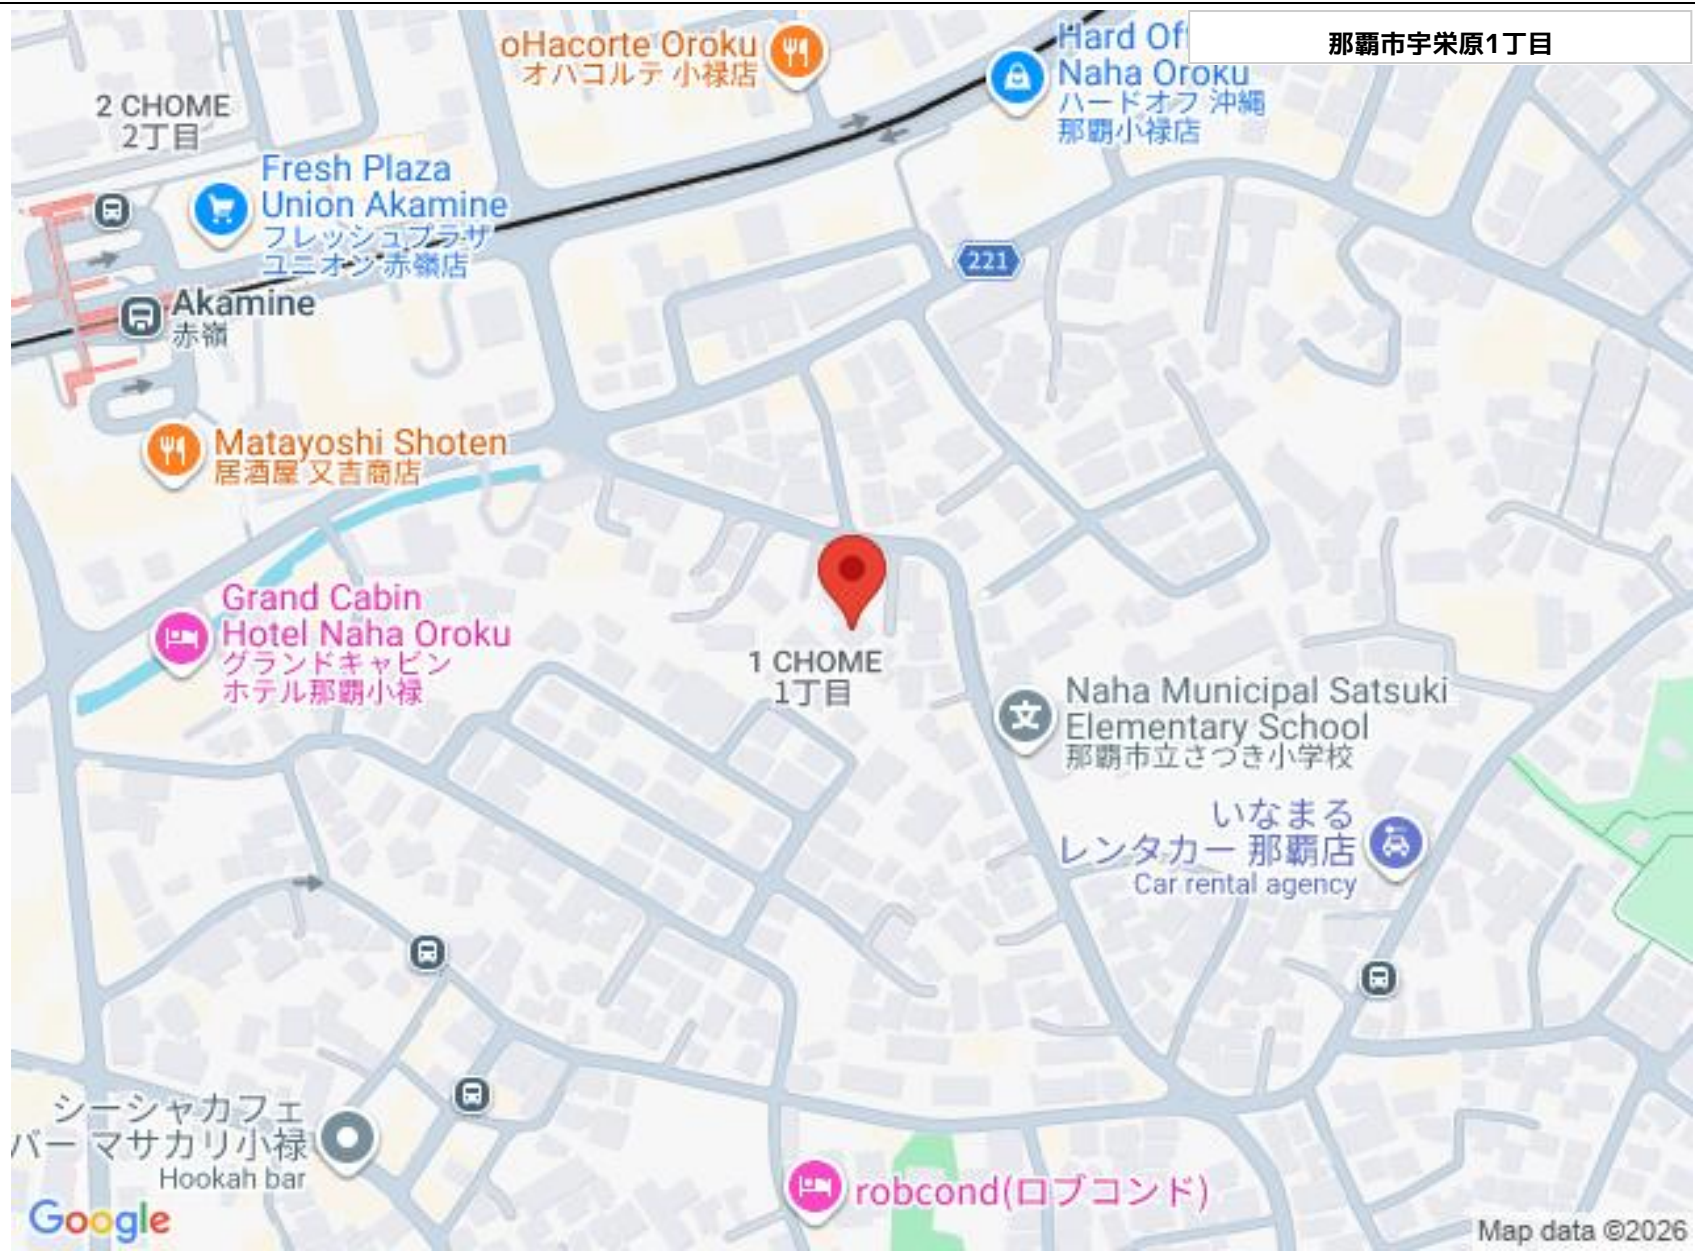 那覇市宇栄原1丁目
oHacorte Oroku
オハコルテ 小禄店
Hard Of
Naha Oroku
ハードオフ 沖縄
那覇小禄店
2 CHOME
2丁目
Fresh Plaza
Union Akamine
フレッシュプラザ
ユニオン 赤嶺店
221
Akamine
赤嶺
Matayoshi Shoten
居酒屋 又吉商店
Grand Cabin
Hotel Naha Oroku
グランドキャビン
ホテル那覇小禄
1 CHOME
1丁目
文
Naha Municipal Satsuki
Elementary School
那覇市立さつき小学校
いなまる
レンタカー 那覇店
Car rental agency
シーシャカフェ
バー マサカリ小禄
Hookah bar
robcond(ロブコンド)
Google
Map data ©2026